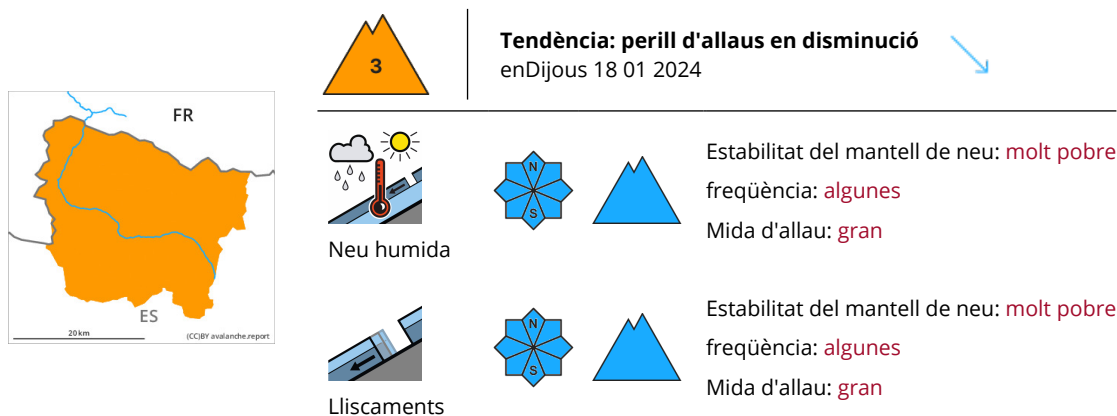 3
Tendència: perill d'allaus en disminució
enDijous 18 01 2024
FR
ES
20 km
(CC)BY avalanche.report
Neu humida
N
S
Estabilitat del mantell de neu: molt pobre
freqüència: algunes
Mida d'allau: gran
Lliscaments
N
S
Estabilitat del mantell de neu: molt pobre
freqüència: algunes
Mida d'allau: gran